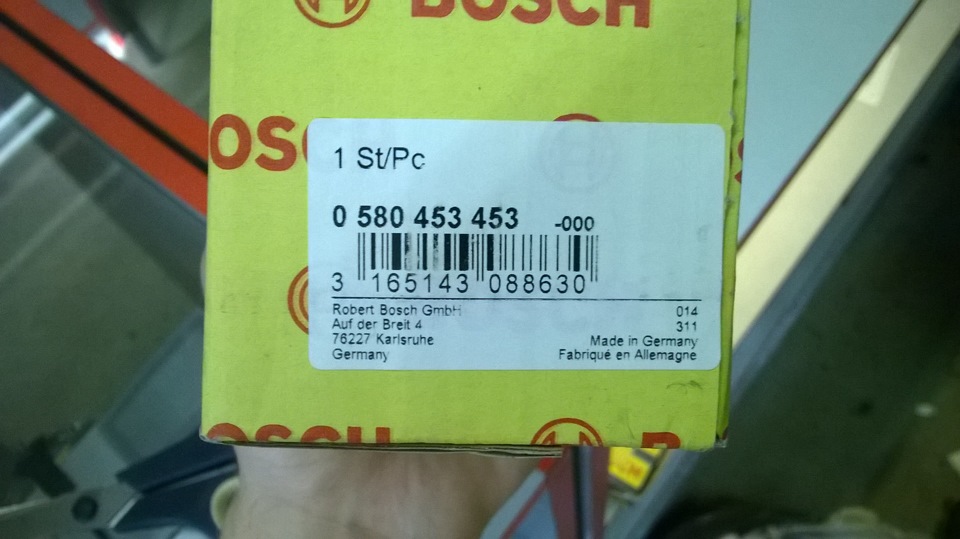 BOSCH
BOSCH
1 St/Pc
0 580 453 453 -000
3 165143 088630
Robert Bosch GmbH 014
Auf der Breit 4 311
76227 Karlsruhe Made in Germany
Germany Fabriqué en Allemagne
BOSCH B